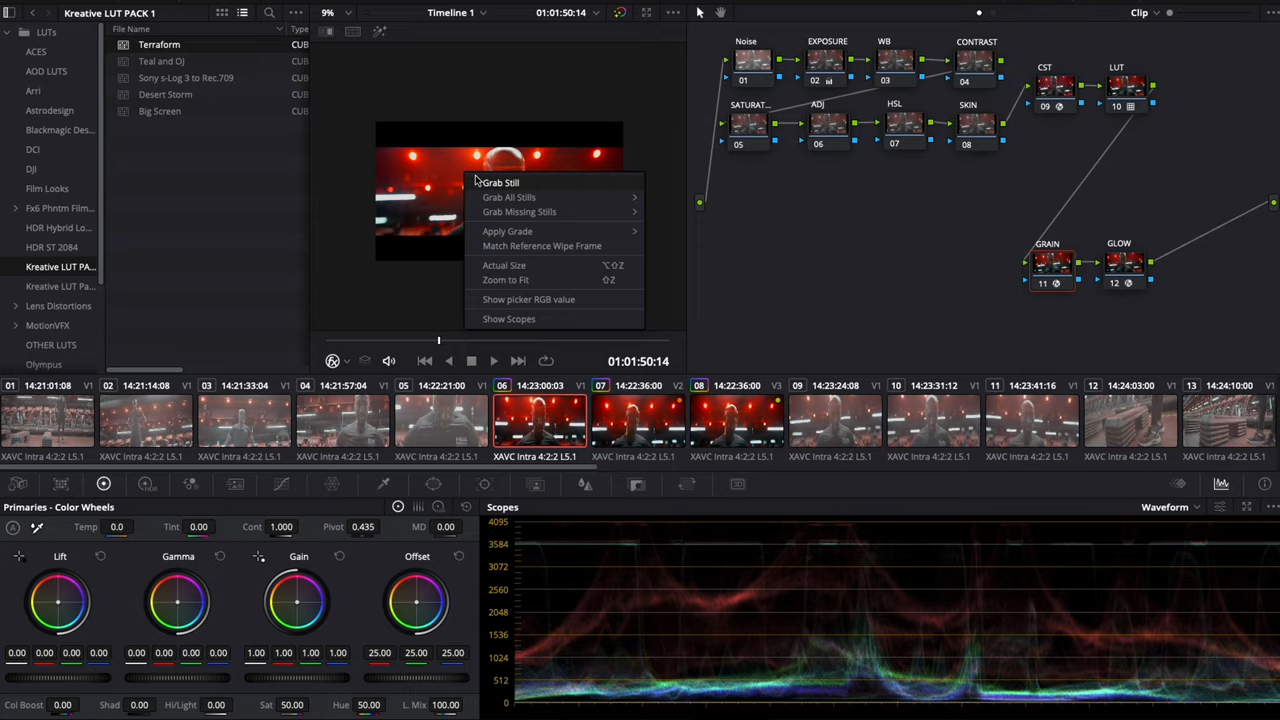 Kreative LUT PACK 1
9%
Timeline 1
01:01:50:14
Clip
LUTs
ACES
AOD LUTS
Arri
Astrodesign
Blackmagic Des...
DCI
DJI
Film Looks
Fx6 Phntm Film...
HDR Hybrid Lo...
HDR ST 2084
Kreative LUT PA...
Kreative LUT Pa...
Lens Distortions
MotionVFX
OTHER LUTS
Olympus
File Name
Type
Terraform
CUB
Teal and OJ
CUB
Sony s-Log 3 to Rec.709
CUB
Desert Storm
CUB
Big Screen
CUB
Grab Still
Grab All Stills
Grab Missing Stills
Apply Grade
Match Reference Wipe Frame
Actual Size ⌥⇧Z
Zoom to Fit ⇧Z
Show picker RGB value
Show Scopes
01:01:50:14
Noise
01
EXPOSURE
02
WB
03
CONTRAST
04
SATURAT...
05
ADJ
06
HSL
07
SKIN
08
CST
09
LUT
10
GRAIN
11
GLOW
12
01 14:21:01:08 V1
02 14:21:14:08 V1
03 14:21:33:04 V1
04 14:21:57:04 V1
05 14:22:21:00 V1
06 14:23:00:03 V1
07 14:22:36:00 V2
08 14:22:36:00 V3
09 14:23:24:08 V1
10 14:23:31:12 V1
11 14:23:41:16 V1
12 14:24:03:00 V1
13 14:24:10:00 V1
XAVC Intra 4:2:2 L5.1
XAVC Intra 4:2:2 L5.1
XAVC Intra 4:2:2 L5.1
XAVC Intra 4:2:2 L5.1
XAVC Intra 4:2:2 L5.1
XAVC Intra 4:2:2 L5.1
XAVC Intra 4:2:2 L5.1
XAVC Intra 4:2:2 L5.1
XAVC Intra 4:2:2 L5.1
XAVC Intra 4:2:2 L5.1
XAVC Intra 4:2:2 L5.1
XAVC Intra 4:2:2 L5.1
XAVC Intra 4:2:2 L5.1
Primaries - Color Wheels
Temp 0.0 Tint 0.00 Cont 1.000 Pivot 0.435 MD 0.00
Lift
Gamma
Gain
Offset
0.00 0.00 0.00 0.00
0.00 0.00 0.00 0.00
1.00 1.00 1.00 1.00
25.00 25.00 25.00
Col Boost 0.00 Shad 0.00 Hi/Light 0.00 Sat 50.00 Hue 50.00 L. Mix 100.00
Scopes
Waveform
4095
3584
3072
2560
2048
1536
1024
512
0